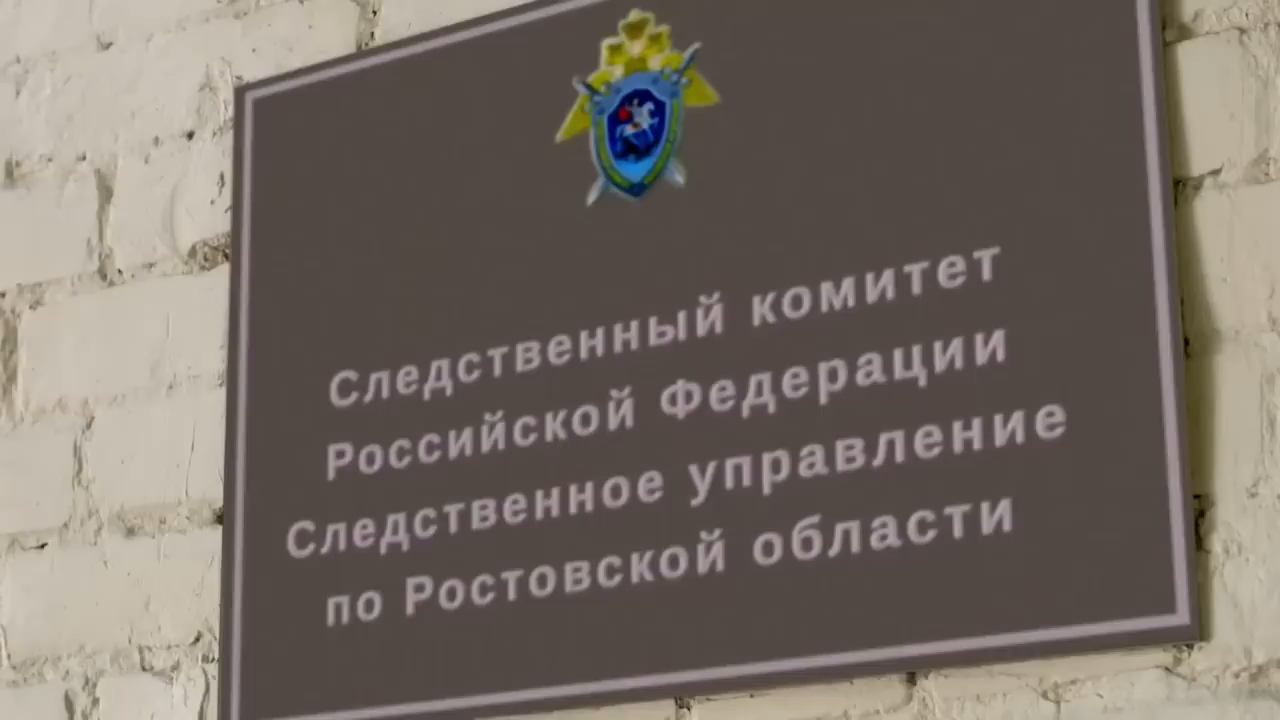 Следственный комитет
Российской Федерации
Следственное управление
по Ростовской области